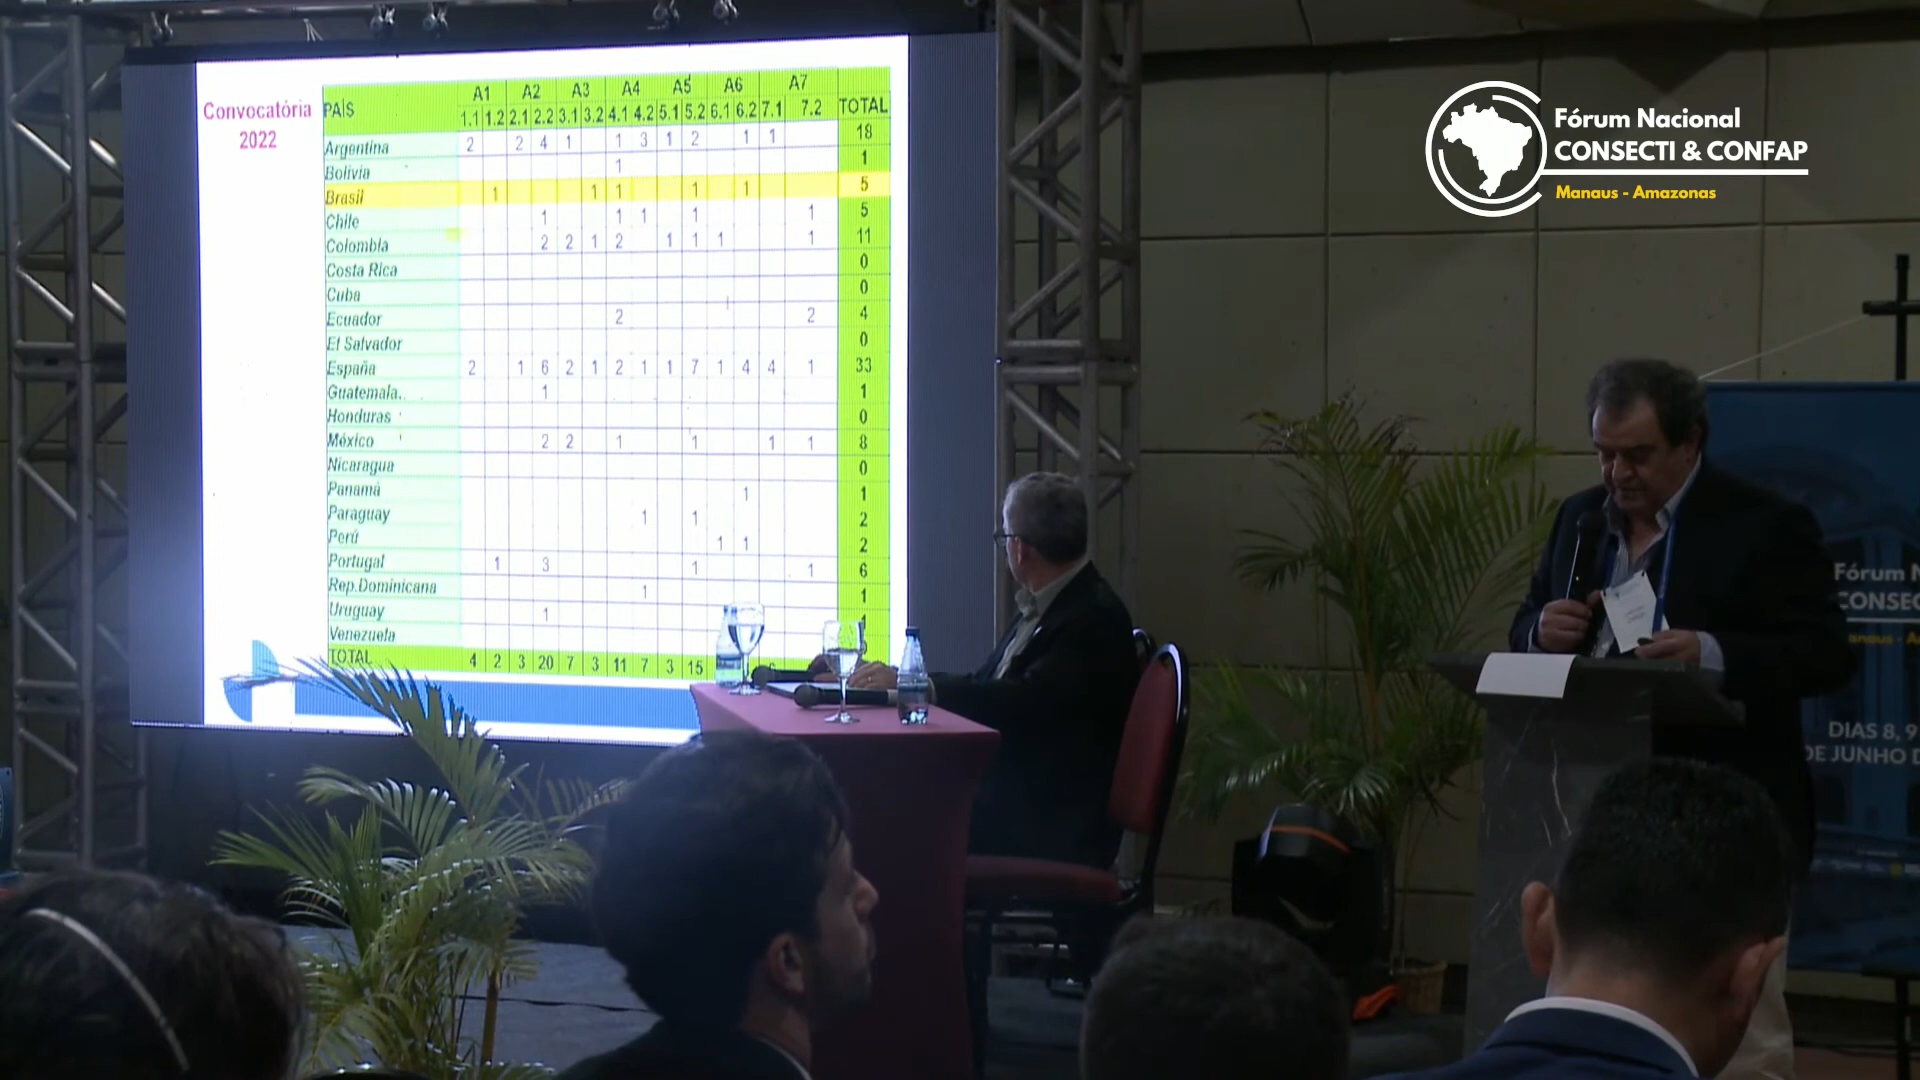 Convocatória
2022
PAÍS A1 A2 A3 A4 A5 A6 A7 TOTAL
1.1 1.2 2.1 2.2 3.1 3.2 4.1 4.2 5.1 5.2 6.1 6.2 7.1 7.2
Argentina 2 2 4 1 1 3 1 2 1 1 18
Bolivia 1 1
Brasil 1 1 1 1 1 5
Chile 1 1 1 1 1 5
Colombia 2 2 1 2 1 1 1 1 11
Costa Rica 0
Cuba 0
Ecuador 2 2 4
El Salvador 0
España 2 1 6 2 1 2 1 1 7 1 4 4 1 33
Guatemala. 1 1
Honduras 0
México 2 2 1 1 1 1 8
Nicaragua 0
Panamá 1 1
Paraguay 1 1 2
Perú 1 1 2
Portugal 1 3 1 1 6
Rep.Dominicana 1 1
Uruguay 1
Venezuela
TOTAL 4 2 3 20 7 3 11 7 3 15
Fórum Nacional
CONSECTI & CONFAP
Manaus - Amazonas
Fórum
DIAS 8, 9
DE JUNHO